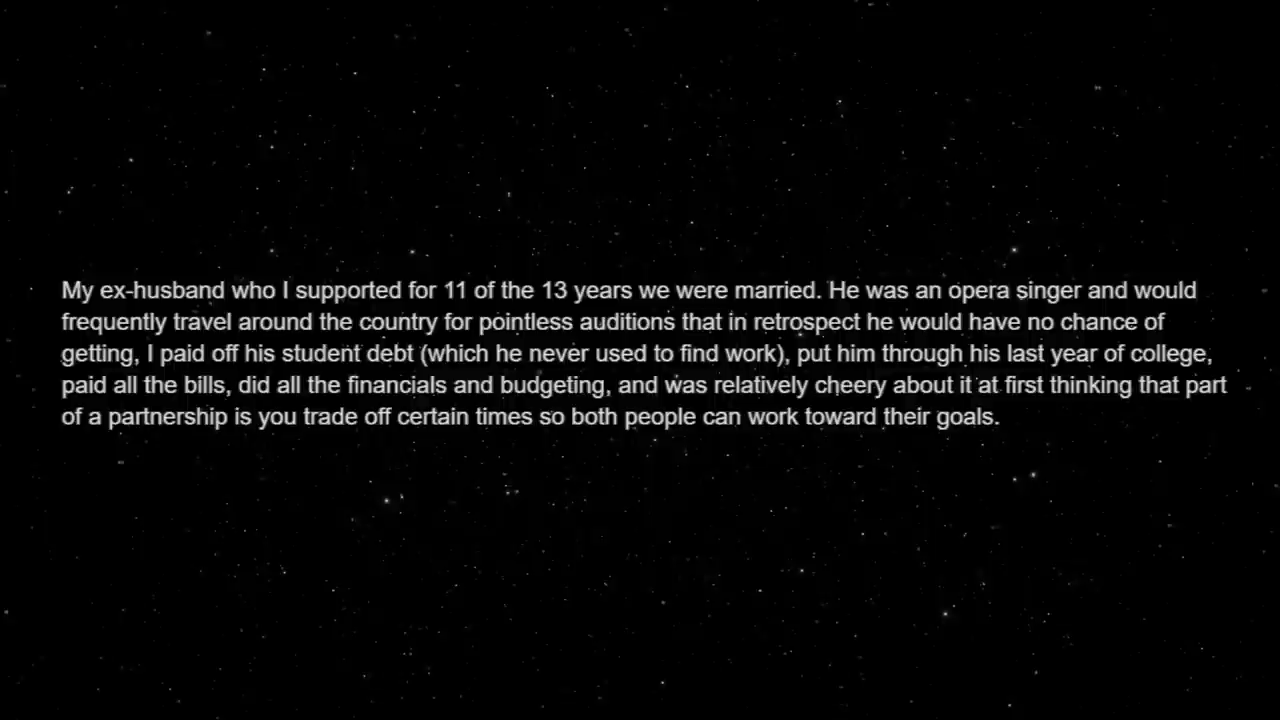 My ex-husband who I supported for 11 of the 13 years we were married. He was an opera singer and would
frequently travel around the country for pointless auditions that in retrospect he would have no chance of
getting, I paid off his student debt (which he never used to find work), put him through his last year of college,
paid all the bills, did all the financials and budgeting, and was relatively cheery about it at first thinking that part
of a partnership is you trade off certain times so both people can work toward their goals.